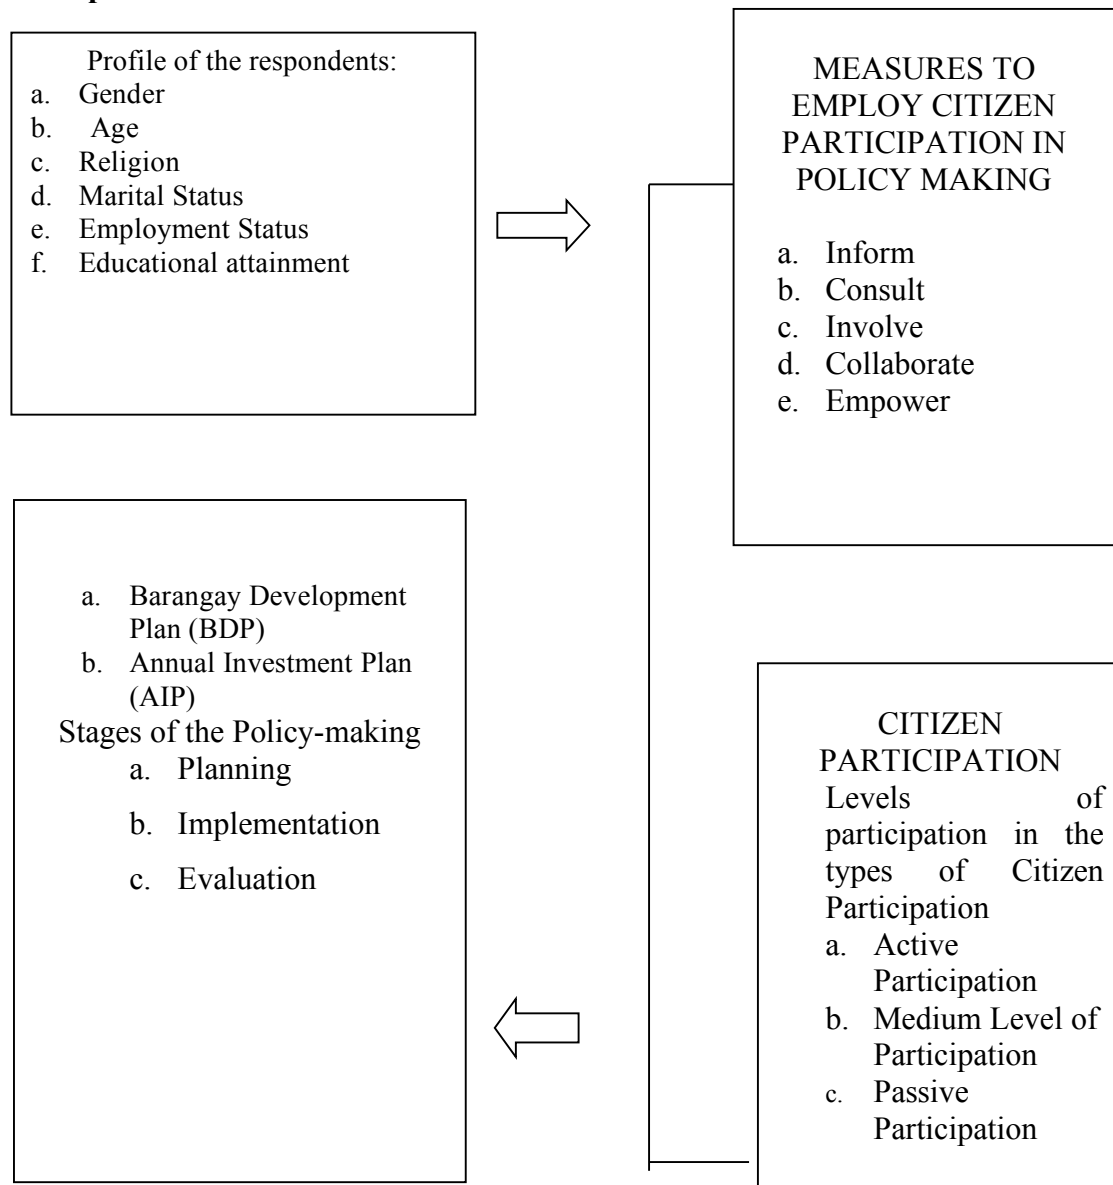 Profile of the respondents:
a. Gender
b. Age
c. Religion
d. Marital Status
e. Employment Status
f. Educational attainment
MEASURES TO
EMPLOY CITIZEN
PARTICIPATION IN
POLICY MAKING
a. Inform
b. Consult
c. Involve
d. Collaborate
e. Empower
a. Barangay Development
Plan (BDP)
b. Annual Investment Plan
(AIP)
Stages of the Policy-making
a. Planning
b. Implementation
c. Evaluation
CITIZEN
PARTICIPATION
Levels of
participation in the
types of Citizen
Participation
a. Active
Participation
b. Medium Level of
Participation
c. Passive
Participation